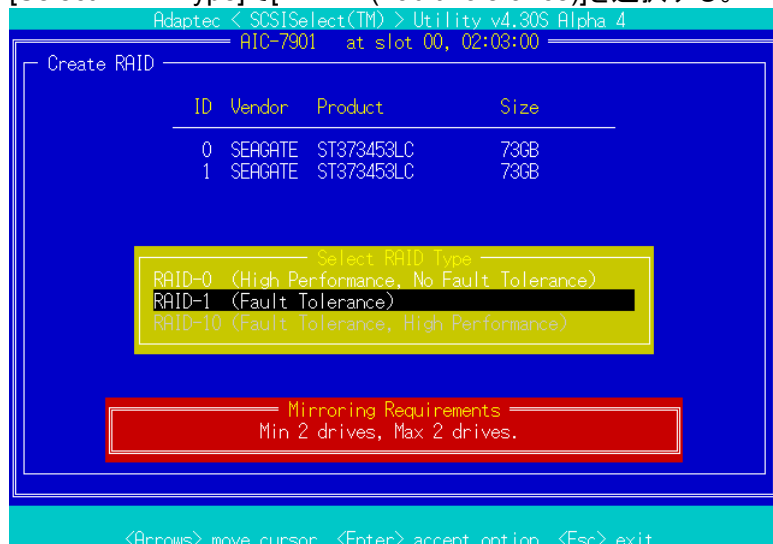 Adaptec < SCSISelect(TM) > Utility v4.30S Alpha 4
AIC-7901 at slot 00, 02:03:00
Create RAID
ID Vendor Product Size
0 SEAGATE ST373453LC 73GB
1 SEAGATE ST373453LC 73GB
Select RAID Type
RAID-0 (High Performance, No Fault Tolerance)
RAID-1 (Fault Tolerance)
RAID-10 (Fault Tolerance, High Performance)
Mirroring Requirements
Min 2 drives, Max 2 drives.
<Arrows> move cursor, <Enter> accept option, <Esc> exit